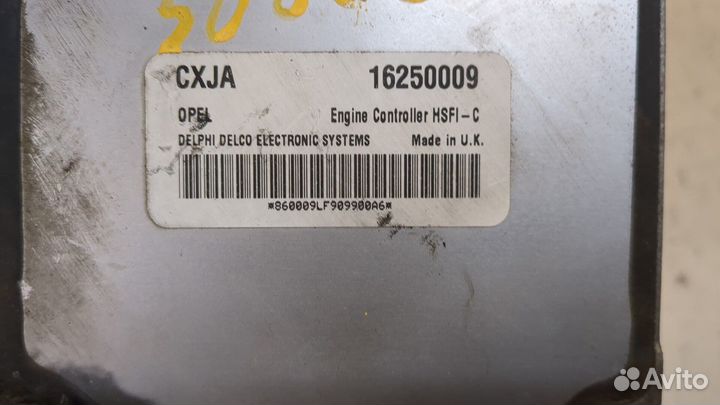 CXJA 16250009
OPEL Engine Controller HSFI-C
DELPHI DELCO ELECTRONIC SYSTEMS Made in U.K.
*860009LF909900A6*
Avito